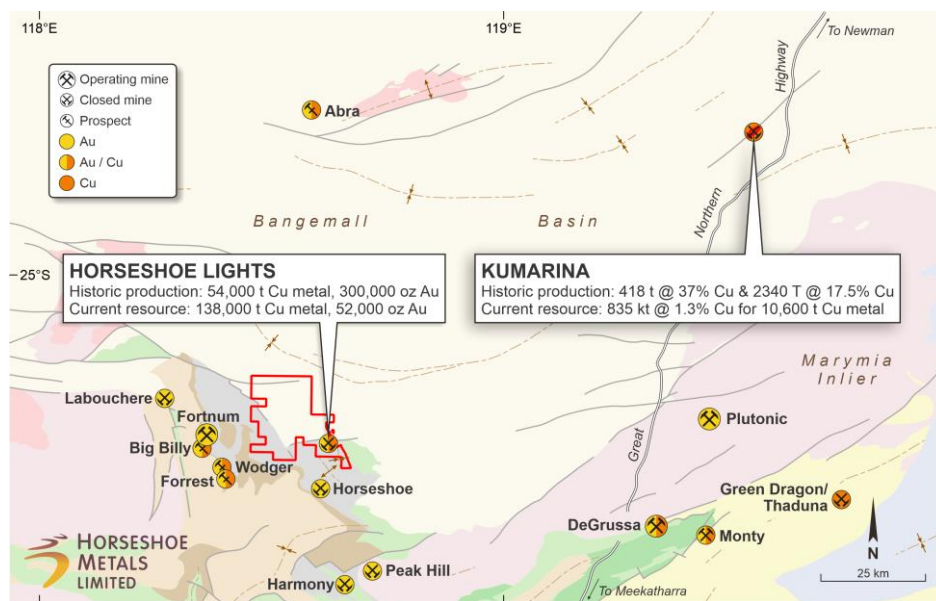 118°E
119°E
To Newman
Operating mine
Closed mine
Prospect
Au
Au / Cu
Cu
Abra
Highway
Northern
Great
Bangemall
Basin
25°S
HORSESHOE LIGHTS
Historic production: 54,000 t Cu metal, 300,000 oz Au
Current resource: 138,000 t Cu metal, 52,000 oz Au
KUMARINA
Historic production: 418 t @ 37% Cu & 2340 T @ 17.5% Cu
Current resource: 835 kt @ 1.3% Cu for 10,600 t Cu metal
Marymia
Inlier
Labouchere
Fortnum
Big Billy
Wodger
Forrest
Horseshoe
Plutonic
Green Dragon/
Thaduna
DeGrussa
Monty
Peak Hill
Harmony
HORSESHOE
METALS
LIMITED
To Meekatharra
N
25 km